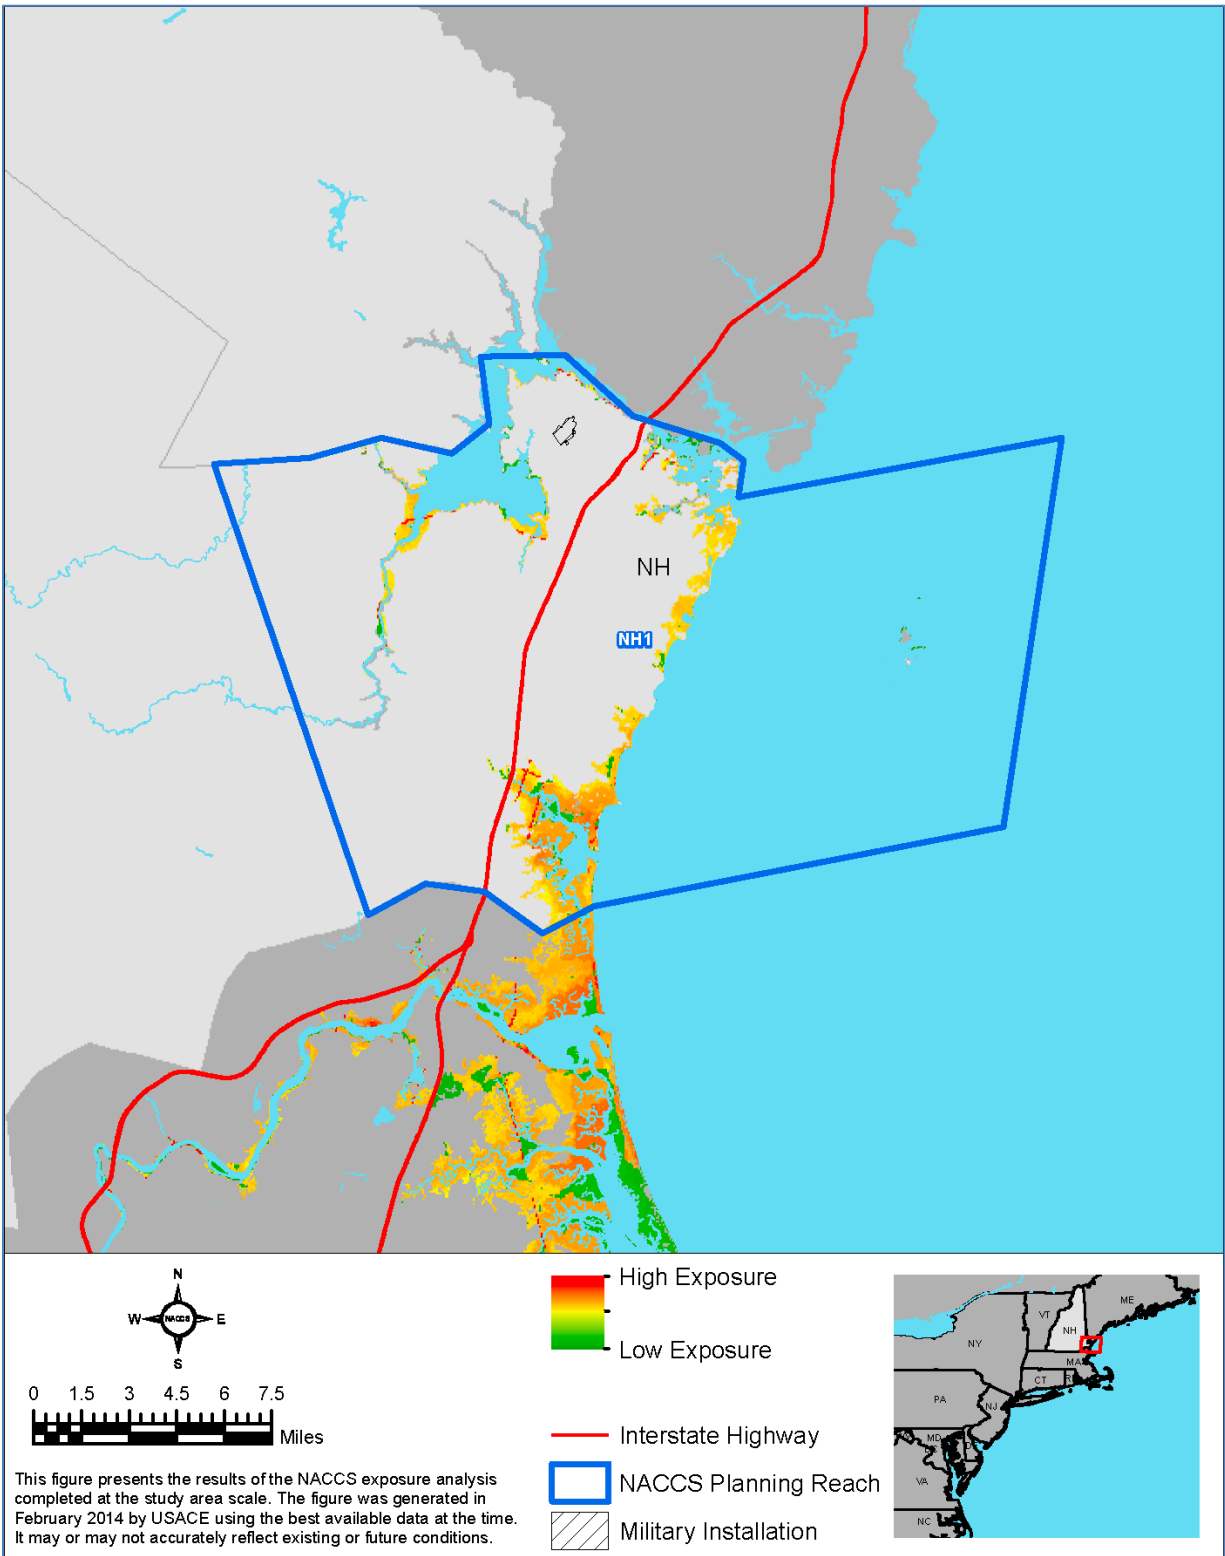 NH
NH1
N
W
NACCS
E
S
0 1.5 3 4.5 6 7.5
Miles
This figure presents the results of the NACCS exposure analysis
completed at the study area scale. The figure was generated in
February 2014 by USACE using the best available data at the time.
It may or may not accurately reflect existing or future conditions.
High Exposure
Low Exposure
Interstate Highway
NACCS Planning Reach
Military Installation
ME
VT
NH
NY
MA
CT
PA
NJ
MD
VA
NC